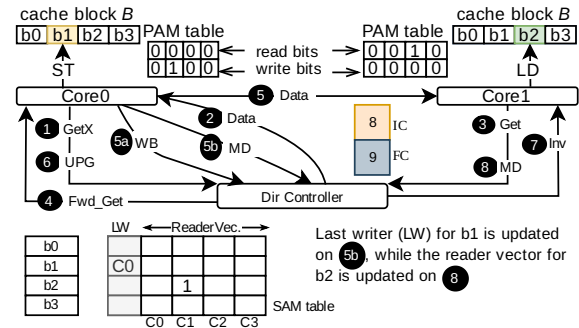 cache block B
PAM table
PAM table
cache block B
b0 b1 b2 b3
0 0 0 0
read bits
0 0 1 0
b0 b1 b2 b3
0 1 0 0
write bits
0 0 0 0
ST
LD
Core0
5 Data
Core1
1 GetX
5a WB
2 Data
8 IC
3 Get
7 Inv
6 UPG
5b MD
9 FC
8 MD
4 Fwd_Get
Dir Controller
LW ReaderVec.
b0
b1 C0
b2 1
b3
SAM table
C0 C1 C2 C3
Last writer (LW) for b1 is updated
on 5b, while the reader vector for
b2 is updated on 8